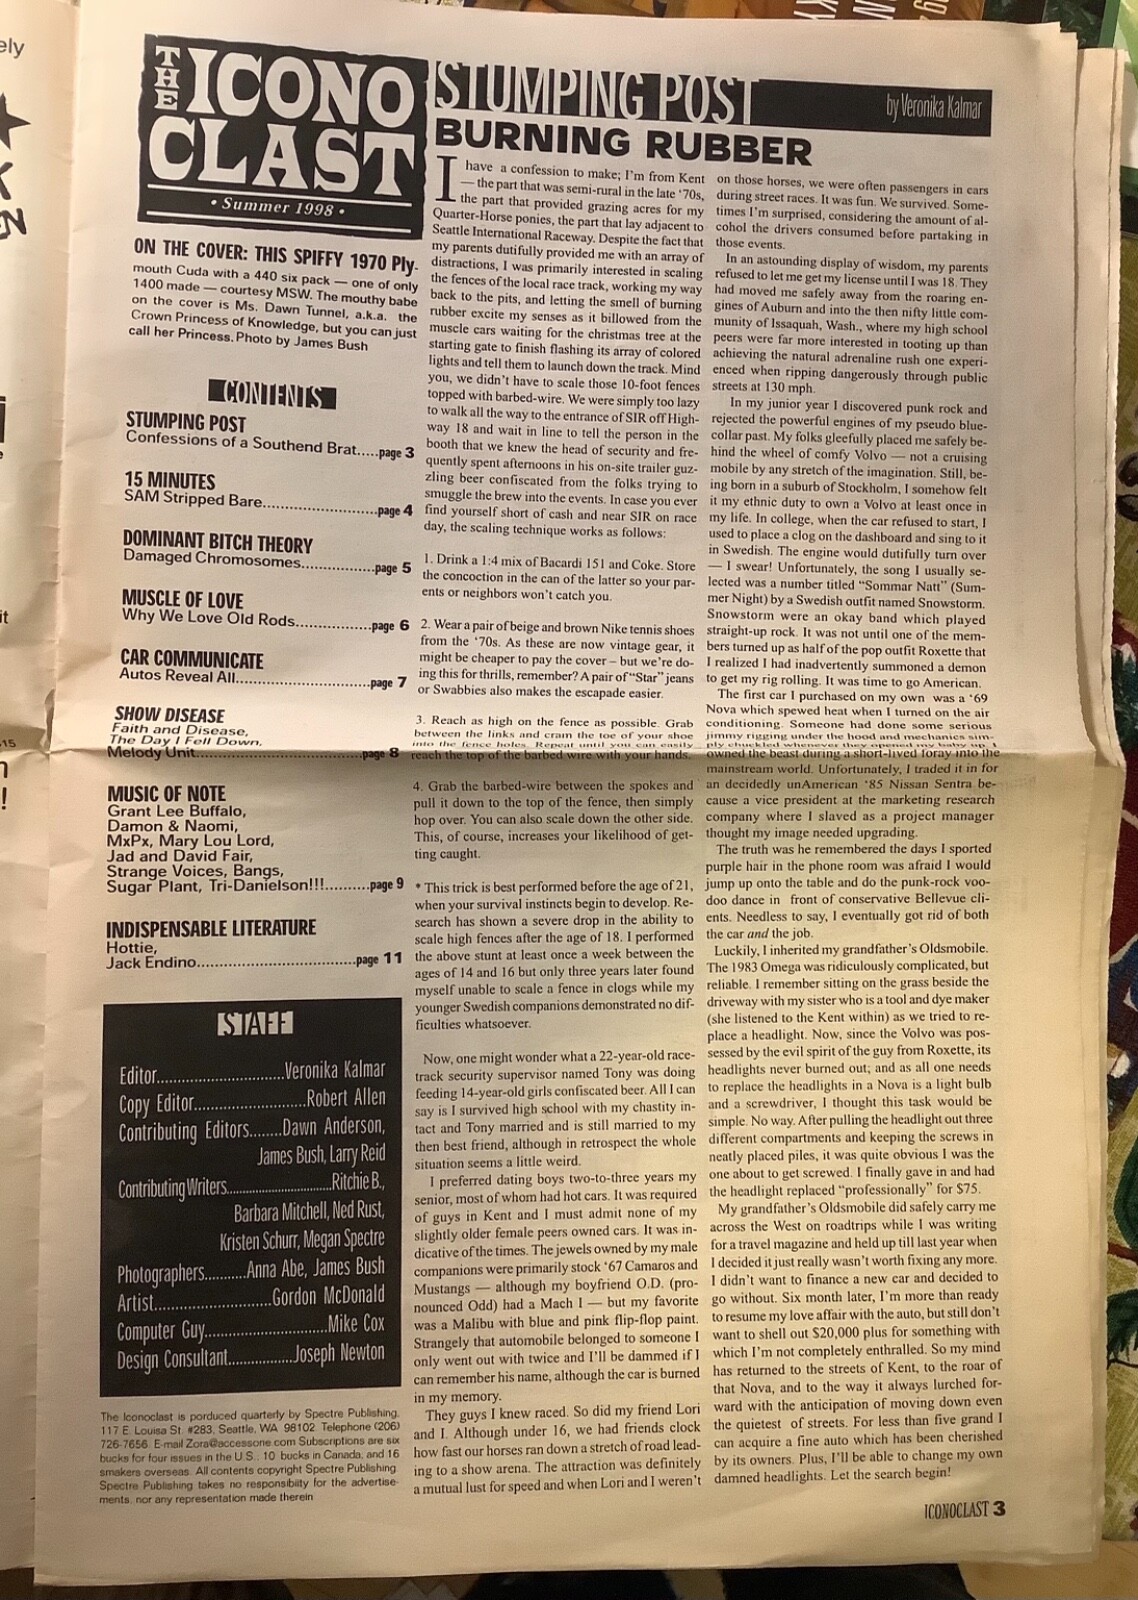 THE ICONO
CLAST
• Summer 1998 •
ON THE COVER: THIS SPIFFY 1970 Ply-
mouth Cuda with a 440 six pack — one of only
1400 made — courtesy MSW. The mouthy babe
on the cover is Ms. Dawn Tunnel, a.k.a. the
Crown Princess of Knowledge, but you can just
call her Princess. Photo by James Bush
CONTENTS
STUMPING POST
Confessions of a Southend Brat.....page 3
15 MINUTES
SAM Stripped Bare..........................page 4
DOMINANT BITCH THEORY
Damaged Chromosomes................page 5
MUSCLE OF LOVE
Why We Love Old Rods..................page 6
CAR COMMUNICATE
Autos Reveal All..............................page 7
SHOW DISEASE
Faith and Disease,
The Day I Fell Down,
Melody Unit.....................................page 8
MUSIC OF NOTE
Grant Lee Buffalo,
Damon & Naomi,
MxPx, Mary Lou Lord,
Jad and David Fair,
Strange Voices, Bangs,
Sugar Plant, Tri-Danielson!!!..........page 9
INDISPENSABLE LITERATURE
Hottie,
Jack Endino....................................page 11
STAFF
Editor..............................Veronika Kalmar
Copy Editor..........................Robert Allen
Contributing Editors........Dawn Anderson,
James Bush, Larry Reid
Contributing Writers..............................Ritchie B.,
Barbara Mitchell, Ned Rust,
Kristen Schurr, Megan Spectre
Photographers..........Anna Abe, James Bush
Artist.................................Gordon McDonald
Computer Guy.............................Mike Cox
Design Consultant...............Joseph Newton
The Iconoclast is porduced quarterly by Spectre Publishing,
117 E. Louisa St. #283, Seattle, WA 98102. Telephone (206)
726-7656. E-mail Zora@accessone.com Subscriptions are six
bucks for four issues in the U.S., 10 bucks in Canada, and 16
smakers overseas. All contents copyright Spectre Publishing.
Spectre Publishing takes no responsibilty for the advertise-
ments, nor any representation made therein
STUMPING POST
by Veronika Kalmar
BURNING RUBBER
I have a confession to make; I'm from Kent
— the part that was semi-rural in the late '70s,
the part that provided grazing acres for my
Quarter-Horse ponies, the part that lay adjacent to
Seattle International Raceway. Despite the fact that
my parents dutifully provided me with an array of
distractions, I was primarily interested in scaling
the fences of the local race track, working my way
back to the pits, and letting the smell of burning
rubber excite my senses as it billowed from the
muscle cars waiting for the christmas tree at the
starting gate to finish flashing its array of colored
lights and tell them to launch down the track. Mind
you, we didn't have to scale those 10-foot fences
topped with barbed-wire. We were simply too lazy
to walk all the way to the entrance of SIR off High-
way 18 and wait in line to tell the person in the
booth that we knew the head of security and fre-
quently spent afternoons in his on-site trailer guz-
zling beer confiscated from the folks trying to
smuggle the brew into the events. In case you ever
find yourself short of cash and near SIR on race
day, the scaling technique works as follows:
1. Drink a 1:4 mix of Bacardi 151 and Coke. Store
the concoction in the can of the latter so your par-
ents or neighbors won't catch you.
2. Wear a pair of beige and brown Nike tennis shoes
from the '70s. As these are now vintage gear, it
might be cheaper to pay the cover – but we're do-
ing this for thrills, remember? A pair of "Star" jeans
or Swabbies also makes the escapade easier.
3. Reach as high on the fence as possible. Grab
between the links and cram the toe of your shoe
into the fence holes. Repeat until you can easily
reach the top of the barbed wire with your hands.
4. Grab the barbed-wire between the spokes and
pull it down to the top of the fence, then simply
hop over. You can also scale down the other side.
This, of course, increases your likelihood of get-
ting caught.
* This trick is best performed before the age of 21,
when your survival instincts begin to develop. Re-
search has shown a severe drop in the ability to
scale high fences after the age of 18. I performed
the above stunt at least once a week between the
ages of 14 and 16 but only three years later found
myself unable to scale a fence in clogs while my
younger Swedish companions demonstrated no dif-
ficulties whatsoever.
Now, one might wonder what a 22-year-old race-
track security supervisor named Tony was doing
feeding 14-year-old girls confiscated beer. All I can
say is I survived high school with my chastity in-
tact and Tony married and is still married to my
then best friend, although in retrospect the whole
situation seems a little weird.
I preferred dating boys two-to-three years my
senior, most of whom had hot cars. It was required
of guys in Kent and I must admit none of my
slightly older female peers owned cars. It was in-
dicative of the times. The jewels owned by my male
companions were primarily stock '67 Camaros and
Mustangs — although my boyfriend O.D. (pro-
nounced Odd) had a Mach I — but my favorite
was a Malibu with blue and pink flip-flop paint.
Strangely that automobile belonged to someone I
only went out with twice and I'll be dammed if I
can remember his name, although the car is burned
in my memory.
They guys I knew raced. So did my friend Lori
and I. Although under 16, we had friends clock
how fast our horses ran down a stretch of road lead-
ing to a show arena. The attraction was definitely
a mutual lust for speed and when Lori and I weren't
on those horses, we were often passengers in cars
during street races. It was fun. We survived. Some-
times I'm surprised, considering the amount of al-
cohol the drivers consumed before partaking in
those events.
In an astounding display of wisdom, my parents
refused to let me get my license until I was 18. They
had moved me safely away from the roaring en-
gines of Auburn and into the then nifty little com-
munity of Issaquah, Wash., where my high school
peers were far more interested in tooting up than
achieving the natural adrenaline rush one experi-
enced when ripping dangerously through public
streets at 130 mph.
In my junior year I discovered punk rock and
rejected the powerful engines of my pseudo blue-
collar past. My folks gleefully placed me safely be-
hind the wheel of comfy Volvo — not a cruising
mobile by any stretch of the imagination. Still, be-
ing born in a suburb of Stockholm, I somehow felt
it my ethnic duty to own a Volvo at least once in
my life. In college, when the car refused to start, I
used to place a clog on the dashboard and sing to it
in Swedish. The engine would dutifully turn over
— I swear! Unfortunately, the song I usually se-
lected was a number titled "Sommar Natt" (Sum-
mer Night) by a Swedish outfit named Snowstorm.
Snowstorm were an okay band which played
straight-up rock. It was not until one of the mem-
bers turned up as half of the pop outfit Roxette that
I realized I had inadvertently summoned a demon
to get my rig rolling. It was time to go American.
The first car I purchased on my own was a '69
Nova which spewed heat when I turned on the air
conditioning. Someone had done some serious
jimmy rigging under the hood and mechanics sim-
ply chuckled whenever they opened my baby up. I
owned the beast during a short-lived foray into the
mainstream world. Unfortunately, I traded it in for
an decidedly unAmerican '85 Nissan Sentra be-
cause a vice president at the marketing research
company where I slaved as a project manager
thought my image needed upgrading.
The truth was he remembered the days I sported
purple hair in the phone room was afraid I would
jump up onto the table and do the punk-rock voo-
doo dance in front of conservative Bellevue cli-
ents. Needless to say, I eventually got rid of both
the car and the job.
Luckily, I inherited my grandfather's Oldsmobile.
The 1983 Omega was ridiculously complicated, but
reliable. I remember sitting on the grass beside the
driveway with my sister who is a tool and dye maker
(she listened to the Kent within) as we tried to re-
place a headlight. Now, since the Volvo was pos-
sessed by the evil spirit of the guy from Roxette, its
headlights never burned out; and as all one needs
to replace the headlights in a Nova is a light bulb
and a screwdriver, I thought this task would be
simple. No way. After pulling the headlight out three
different compartments and keeping the screws in
neatly placed piles, it was quite obvious I was the
one about to get screwed. I finally gave in and had
the headlight replaced "professionally" for $75.
My grandfather's Oldsmobile did safely carry me
across the West on roadtrips while I was writing
for a travel magazine and held up till last year when
I decided it just really wasn't worth fixing any more.
I didn't want to finance a new car and decided to
go without. Six month later, I'm more than ready
to resume my love affair with the auto, but still don't
want to shell out $20,000 plus for something with
which I'm not completely enthralled. So my mind
has returned to the streets of Kent, to the roar of
that Nova, and to the way it always lurched for-
ward with the anticipation of moving down even
the quietest of streets. For less than five grand I
can acquire a fine auto which has been cherished
by its owners. Plus, I'll be able to change my own
damned headlights. Let the search begin!
ICONOCLAST 3